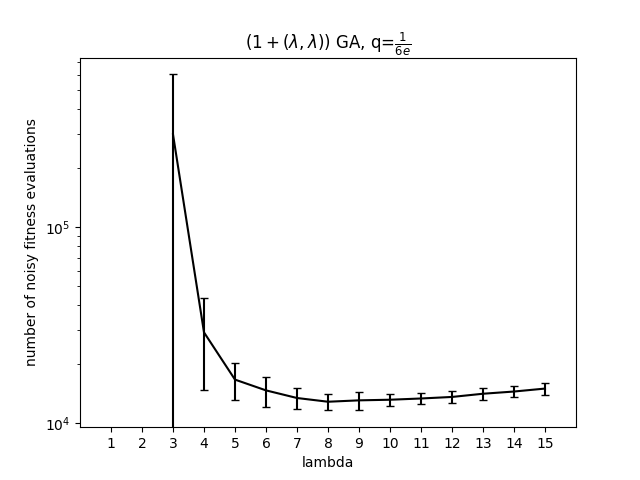 (1 + (λ, λ)) GA, q=\frac{1}{6e}
number of noisy fitness evaluations
10^5
10^4
1 2 3 4 5 6 7 8 9 10 11 12 13 14 15
lambda